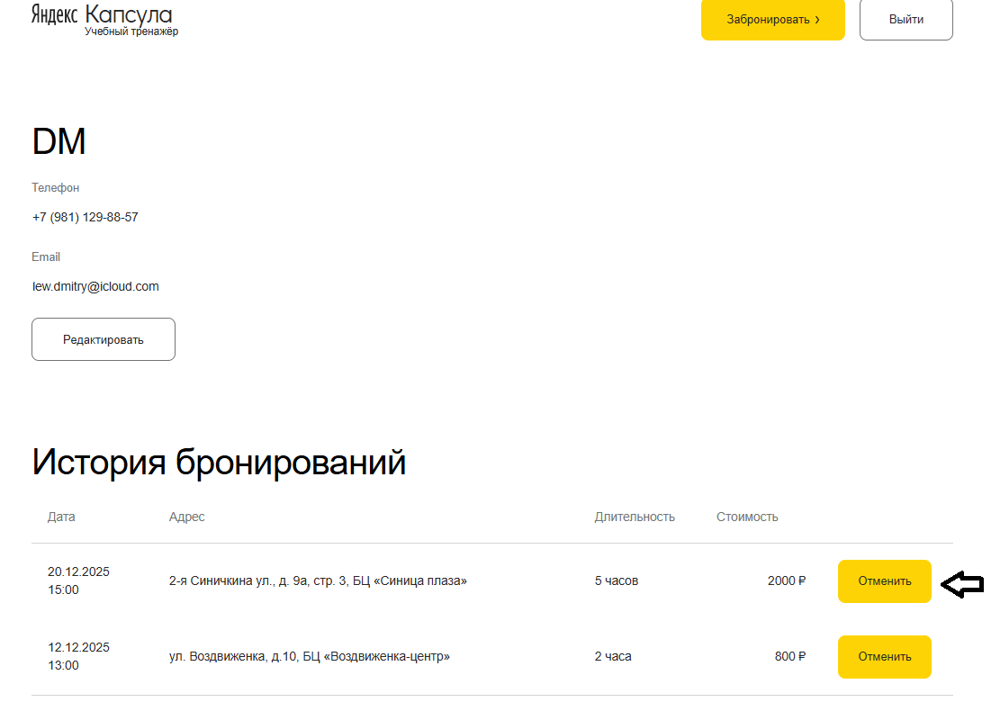 Яндекс Капсула
Учебный тренажёр
Забронировать ›
Выйти
DM
Телефон
+7 (981) 129-88-57
Email
lew.dmitry@icloud.com
Редактировать
История бронирований
Дата Адрес Длительность Стоимость
20.12.2025
15:00
2-я Синичкина ул., д. 9а, стр. 3, БЦ «Синица плаза» 5 часов 2000 ₽ Отменить
12.12.2025
13:00
ул. Воздвиженка, д.10, БЦ «Воздвиженка-центр» 2 часа 800 ₽ Отменить